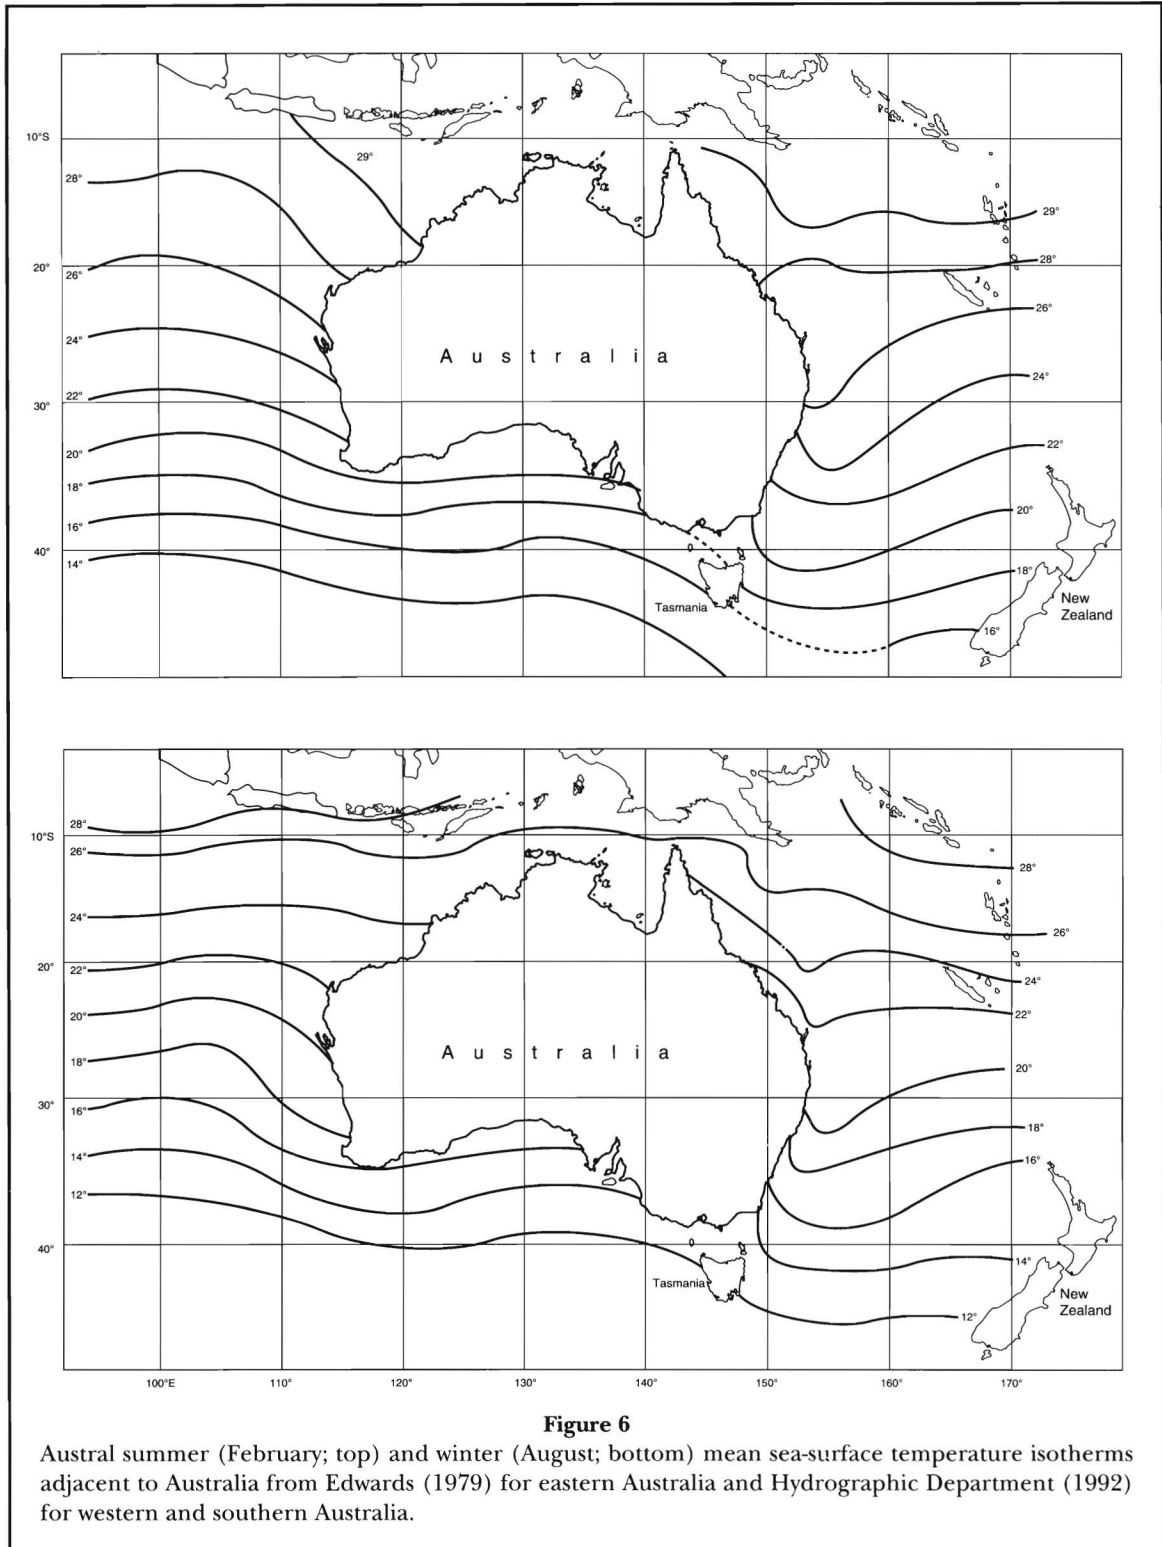 10°S
29°
28°
29°
20°
28°
26°
26°
24°
A u s t r a l i a
24°
22°
30°
22°
20°
18°
20°
16°
40°
14°
18°
Tasmania
New
Zealand
16°
28°
10°S
26°
28°
24°
26°
20°
22°
24°
20°
22°
A u s t r a l i a
18°
20°
30°
16°
18°
14°
16°
12°
40°
14°
Tasmania
New
Zealand
12°
100°E 110° 120° 130° 140° 150° 160° 170°
Figure 6
Austral summer (February; top) and winter (August; bottom) mean sea-surface temperature isotherms
adjacent to Australia from Edwards (1979) for eastern Australia and Hydrographic Department (1992)
for western and southern Australia.